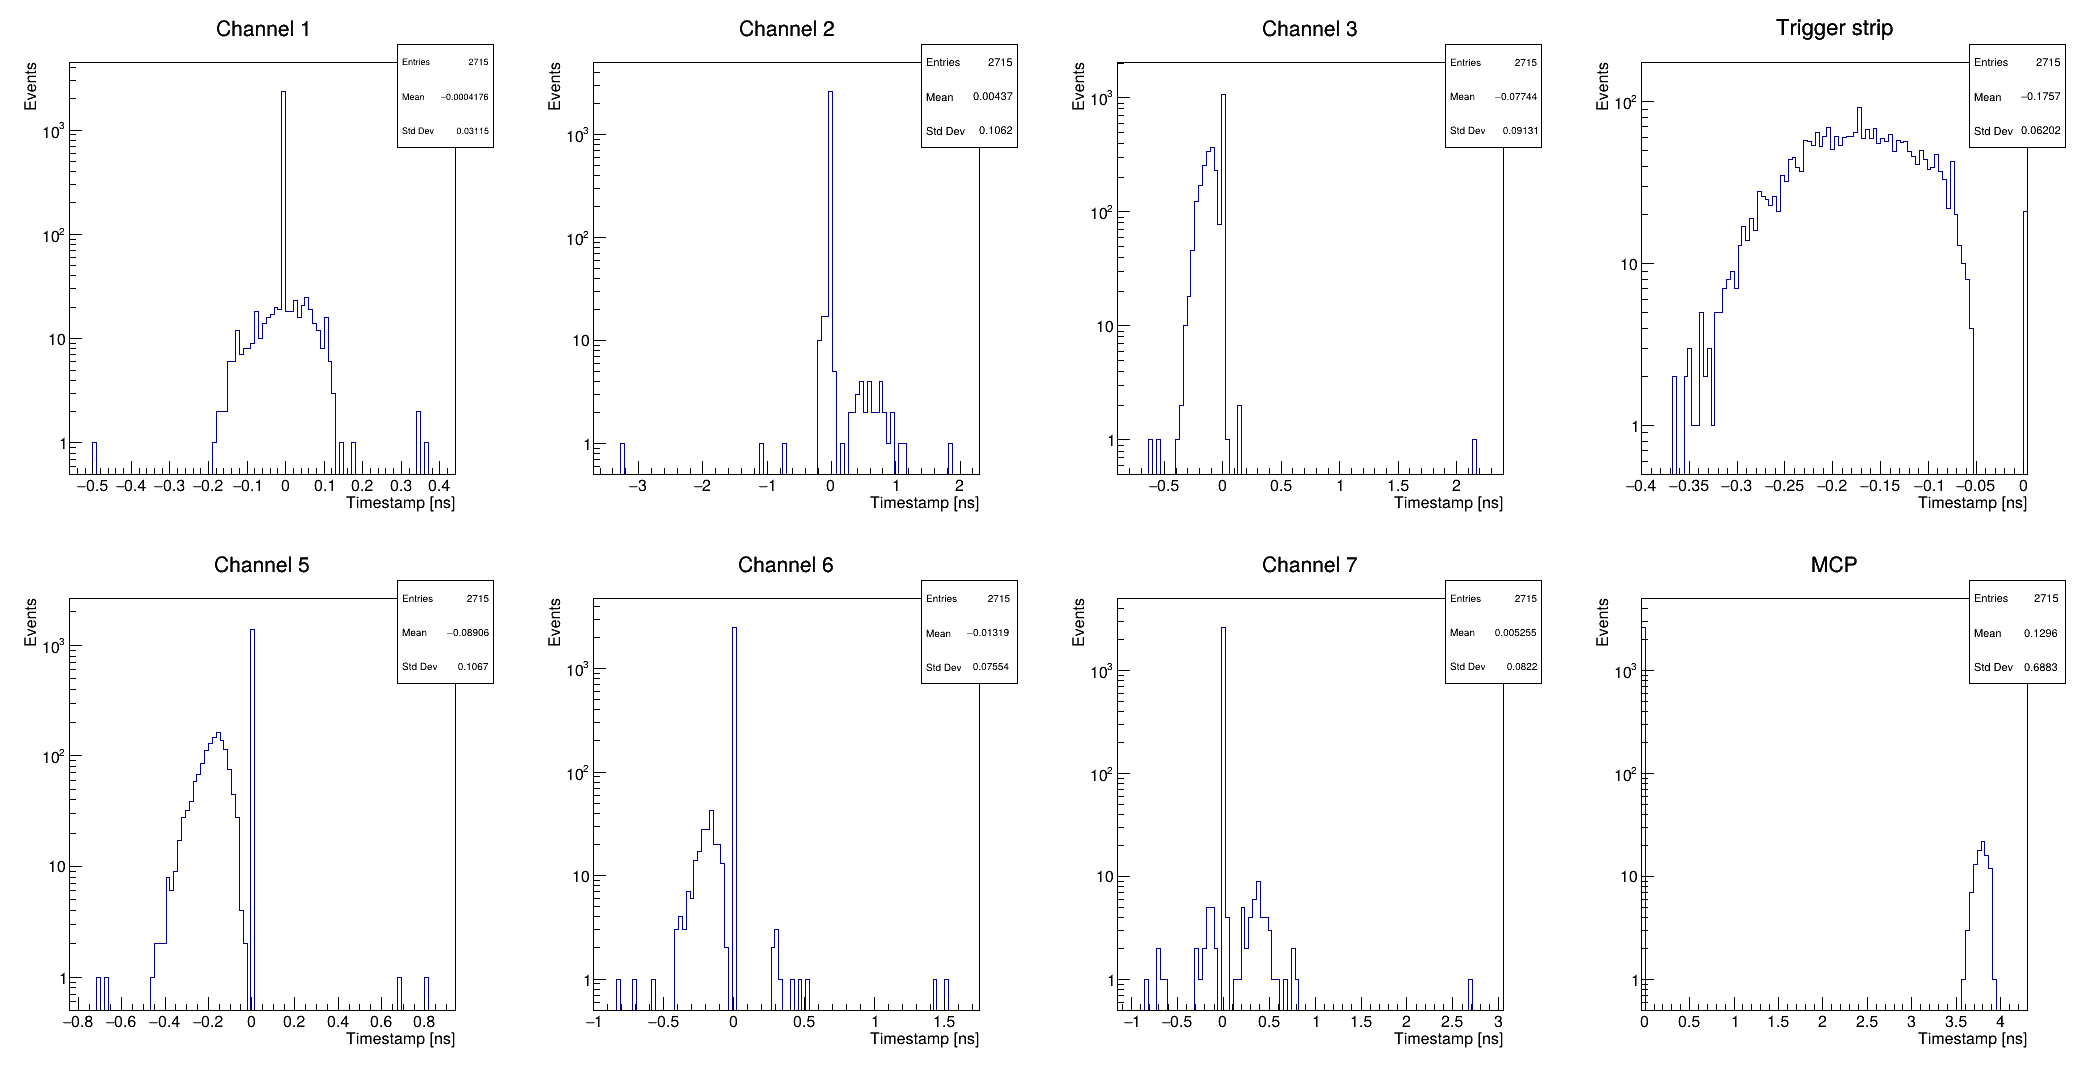 Channel 1
Events
Entries 2715
Mean −0.0004176
Std Dev 0.03115
10³
10²
10
1
−0.5 −0.4 −0.3 −0.2 −0.1 0 0.1 0.2 0.3 0.4
Timestamp [ns]
Channel 2
Events
Entries 2715
Mean 0.00437
Std Dev 0.1062
10³
10²
10
1
−3 −2 −1 0 1 2
Timestamp [ns]
Channel 3
Events
Entries 2715
Mean −0.07744
Std Dev 0.09131
10³
10²
10
1
−0.5 0 0.5 1 1.5 2
Timestamp [ns]
Trigger strip
Events
Entries 2715
Mean −0.1757
Std Dev 0.06202
10²
10
1
−0.4 −0.35 −0.3 −0.25 −0.2 −0.15 −0.1 −0.05 0
Timestamp [ns]
Channel 5
Events
Entries 2715
Mean −0.08906
Std Dev 0.1067
10³
10²
10
1
−0.8 −0.6 −0.4 −0.2 0 0.2 0.4 0.6 0.8
Timestamp [ns]
Channel 6
Events
Entries 2715
Mean −0.01319
Std Dev 0.07554
10³
10²
10
1
−1 −0.5 0 0.5 1 1.5
Timestamp [ns]
Channel 7
Events
Entries 2715
Mean 0.005255
Std Dev 0.0822
10³
10²
10
1
−1 −0.5 0 0.5 1 1.5 2 2.5 3
Timestamp [ns]
MCP
Events
Entries 2715
Mean 0.1296
Std Dev 0.6883
10³
10²
10
1
0 0.5 1 1.5 2 2.5 3 3.5 4
Timestamp [ns]